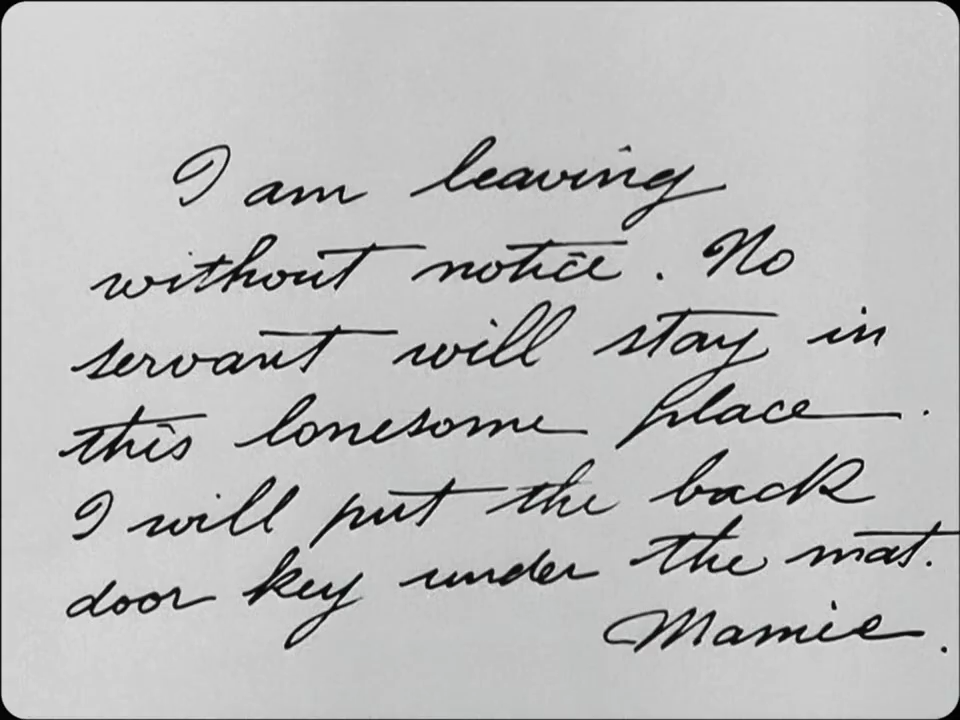 I am leaving
without notice. No
servant will stay in
this lonesome place.
I will put the back
door key under the mat.
Mamie.